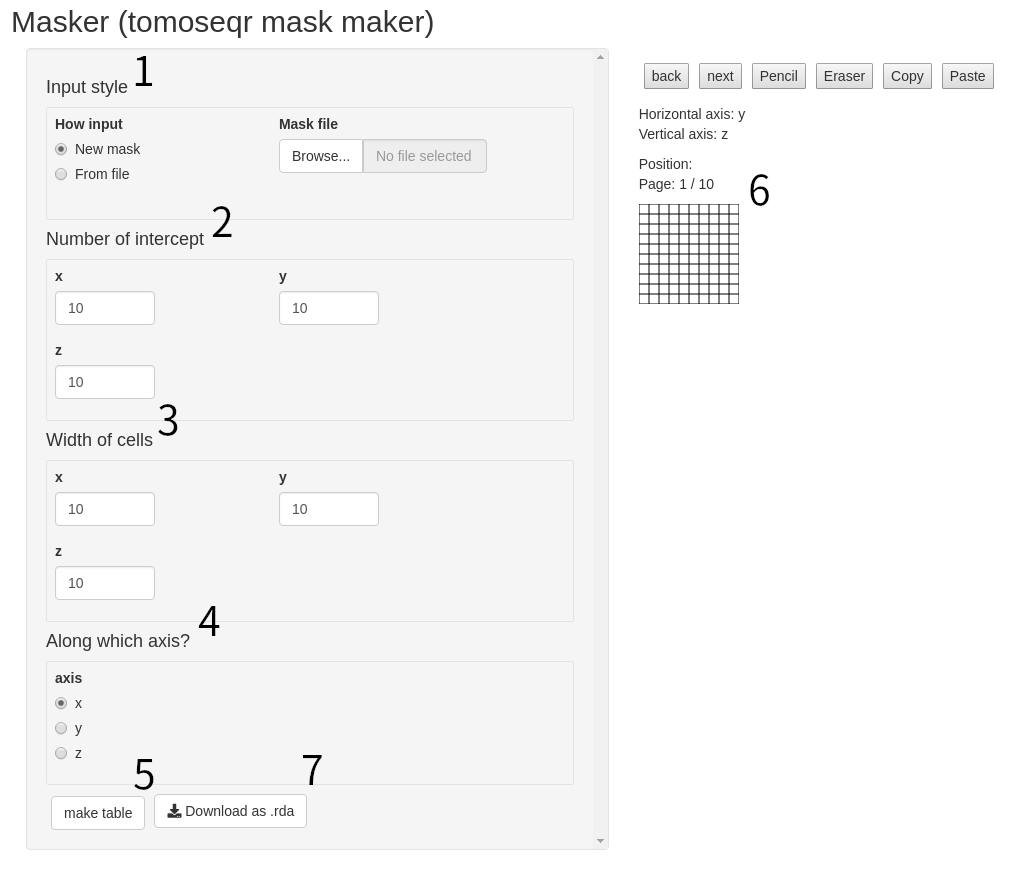 Masker (tomoseqr mask maker)
Input style 1
How input
New mask
From file
Mask file
Browse... No file selected
Number of intercept 2
x
10
y
10
z
10
Width of cells 3
x
10
y
10
z
10
Along which axis? 4
axis
x
y
z
5
make table
7
Download as .rda
back next Pencil Eraser Copy Paste
Horizontal axis: y
Vertical axis: z
Position:
Page: 1 / 10
6